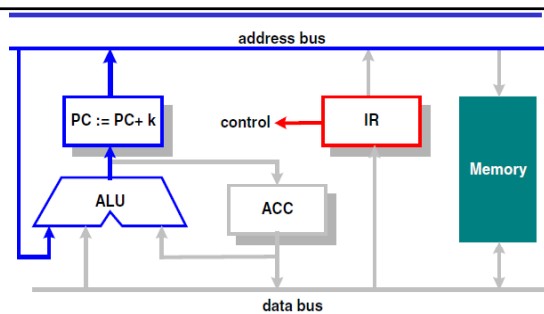 address bus
PC := PC+ k
control
IR
Memory
ALU
ACC
data bus